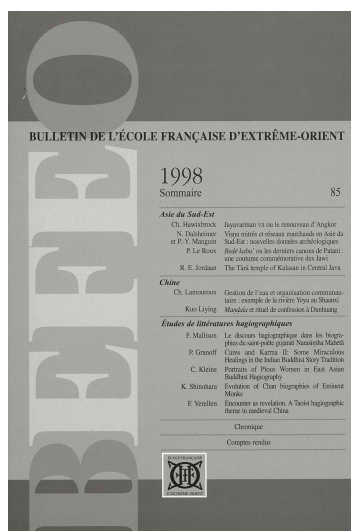 BEFEO
BULLETIN DE L'ÉCOLE FRANÇAISE D'EXTRÊME-ORIENT
1998
Sommaire 85
Asie du Sud-Est
Ch. Hawixbrock Jayavarman VII ou le renouveau d'Angkor
N. Dalsheimer Viṣṇu mitrés et réseaux marchands en Asie du
et P.-Y. Manguin Sud-Est : nouvelles données archéologiques
P. Le Roux Bedé kaba' ou les derniers canons de Patani :
une coutume commémorative des Jawi
R. E. Jordaan The Tārā temple of Kalasan in Central Java
Chine
Ch. Lamouroux Gestion de l'eau et organisation communau-
taire : exemple de la rivière Yeyu au Shaanxi
Kuo Liying Maṇḍala et rituel de confession à Dunhuang
Études de littératures hagiographiques
F. Mallison Le discours hagiographique dans les biogra-
phies du saint-poète gujarati Narasiṃha Mahetā
P. Granoff Cures and Karma II: Some Miraculous
Healings in the Indian Buddhist Story Tradition
C. Kleine Portraits of Pious Women in East Asian
Buddhist Hagiography
K. Shinohara Evolution of Chan biographies of Eminent
Monks
F. Verellen Encounter as revelation. A Taoist hagiographic
theme in medieval China
Chronique
Comptes rendus
ÉCOLE FRANÇAISE
D'EXTRÊME-ORIENT